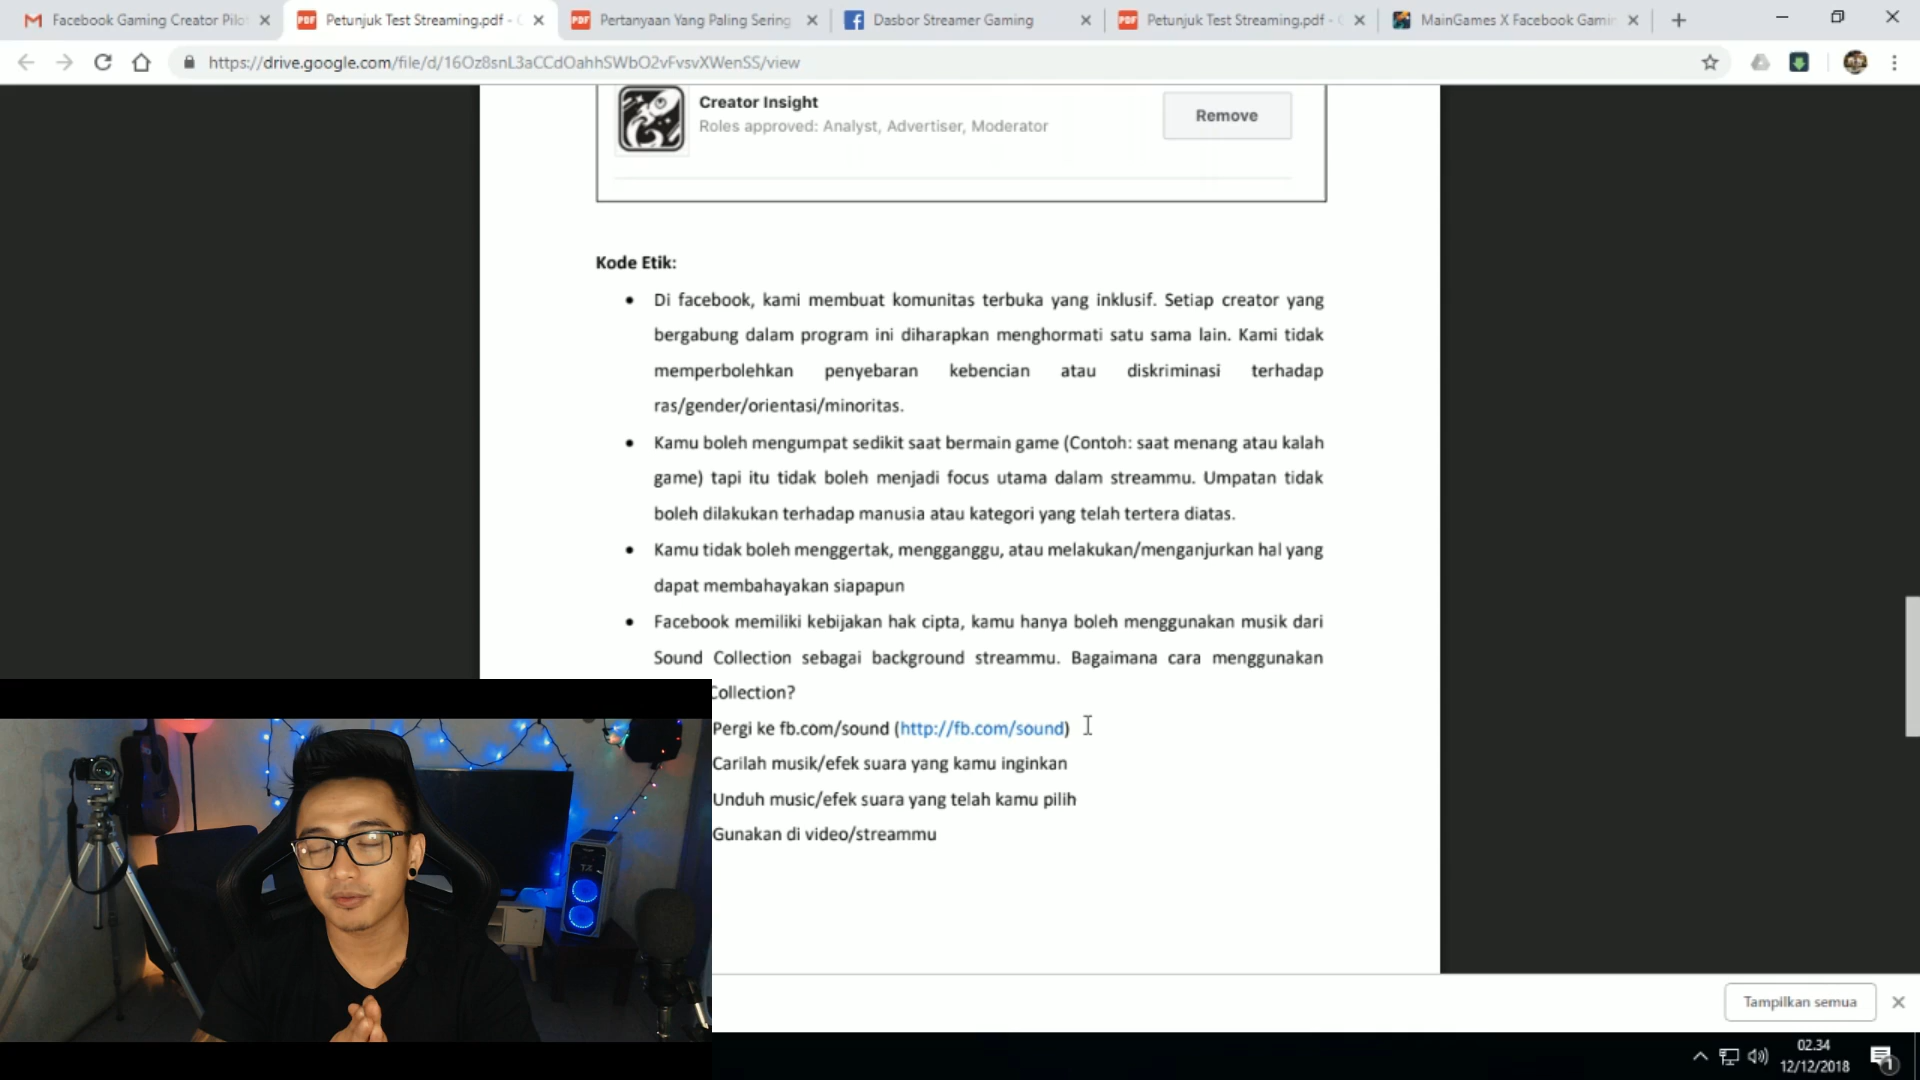 Facebook Gaming Creator Pilo
Petunjuk Test Streaming.pdf -
Pertanyaan Yang Paling Sering
Dasbor Streamer Gaming
Petunjuk Test Streaming.pdf -
MainGames X Facebook Gami
https://drive.google.com/file/d/16Oz8snL3aCCdOahhSWbO2vFvsvXWenSS/view
Creator Insight
Roles approved: Analyst, Advertiser, Moderator
Remove
Kode Etik:
• Di facebook, kami membuat komunitas terbuka yang inklusif. Setiap creator yang
bergabung dalam program ini diharapkan menghormati satu sama lain. Kami tidak
memperbolehkan penyebaran kebencian atau diskriminasi terhadap
ras/gender/orientasi/minoritas.
• Kamu boleh mengumpat sedikit saat bermain game (Contoh: saat menang atau kalah
game) tapi itu tidak boleh menjadi focus utama dalam streammu. Umpatan tidak
boleh dilakukan terhadap manusia atau kategori yang telah tertera diatas.
• Kamu tidak boleh menggertak, mengganggu, atau melakukan/menganjurkan hal yang
dapat membahayakan siapapun
• Facebook memiliki kebijakan hak cipta, kamu hanya boleh menggunakan musik dari
Sound Collection sebagai background streammu. Bagaimana cara menggunakan
Collection?
Pergi ke fb.com/sound (http://fb.com/sound)
Carilah musik/efek suara yang kamu inginkan
Unduh music/efek suara yang telah kamu pilih
Gunakan di video/streammu
Tampilkan semua
02.34
12/12/2018
1